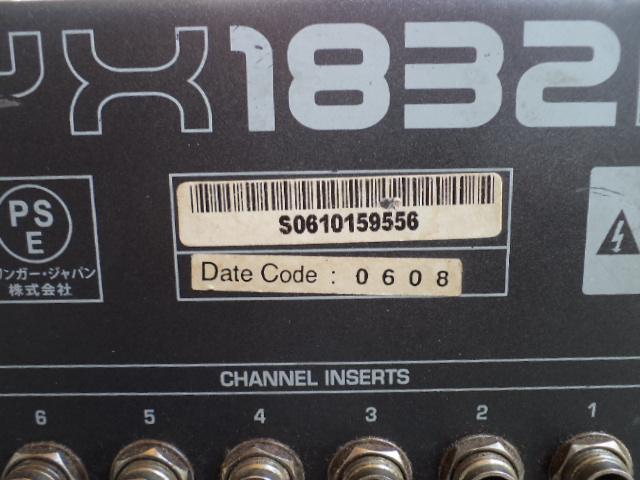 X1832
PS
E
S0610159556
リンガー・ジャパン
株式会社
Date Code : 0608
CHANNEL INSERTS
6 5 4 3 2 1